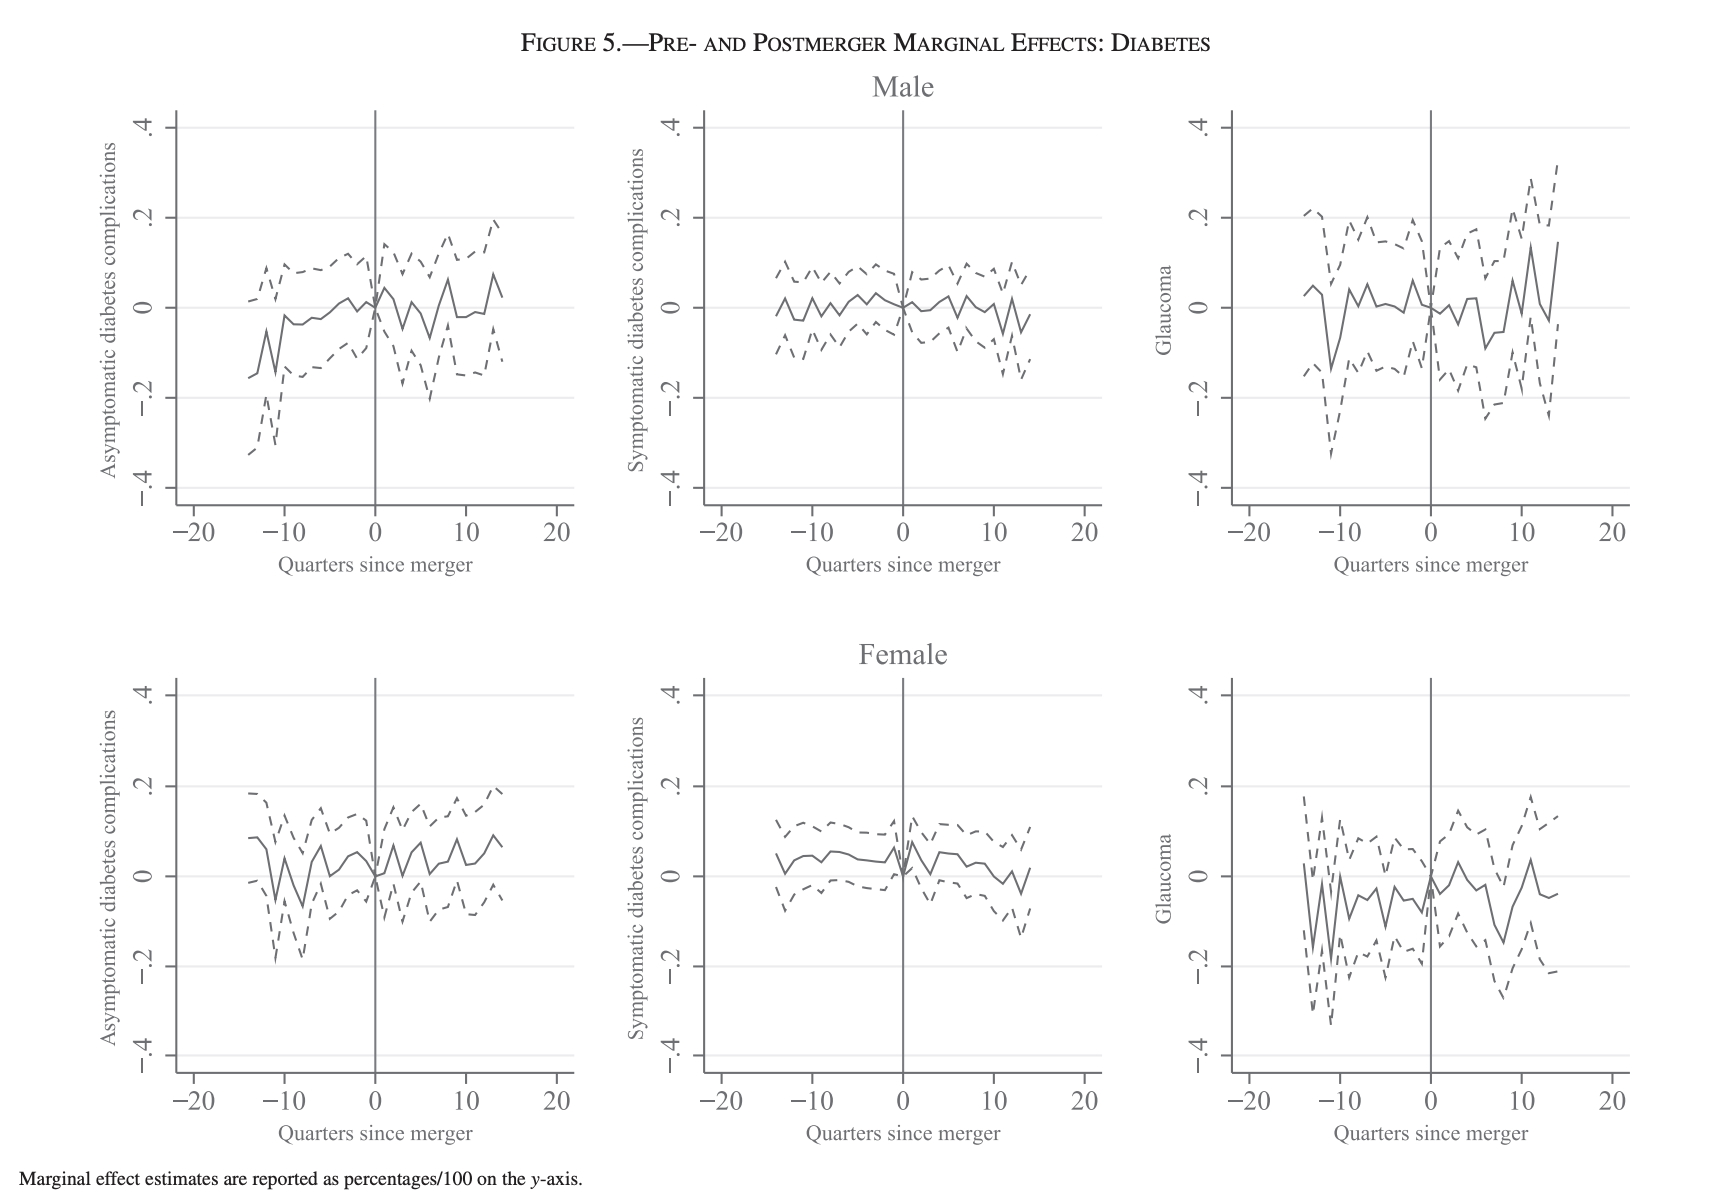 FIGURE 5.—PRE- AND POSTMERGER MARGINAL EFFECTS: DIABETES
Male
Asymptomatic diabetes complications
.4
.2
0
−.2
−.4
−20 −10 0 10 20
Quarters since merger
Symptomatic diabetes complications
.4
.2
0
−.2
−.4
−20 −10 0 10 20
Quarters since merger
Glaucoma
.4
.2
0
−.2
−.4
−20 −10 0 10 20
Quarters since merger
Female
Asymptomatic diabetes complications
.4
.2
0
−.2
−.4
−20 −10 0 10 20
Quarters since merger
Symptomatic diabetes complications
.4
.2
0
−.2
−.4
−20 −10 0 10 20
Quarters since merger
Glaucoma
.4
.2
0
−.2
−.4
−20 −10 0 10 20
Quarters since merger
Marginal effect estimates are reported as percentages/100 on the y-axis.